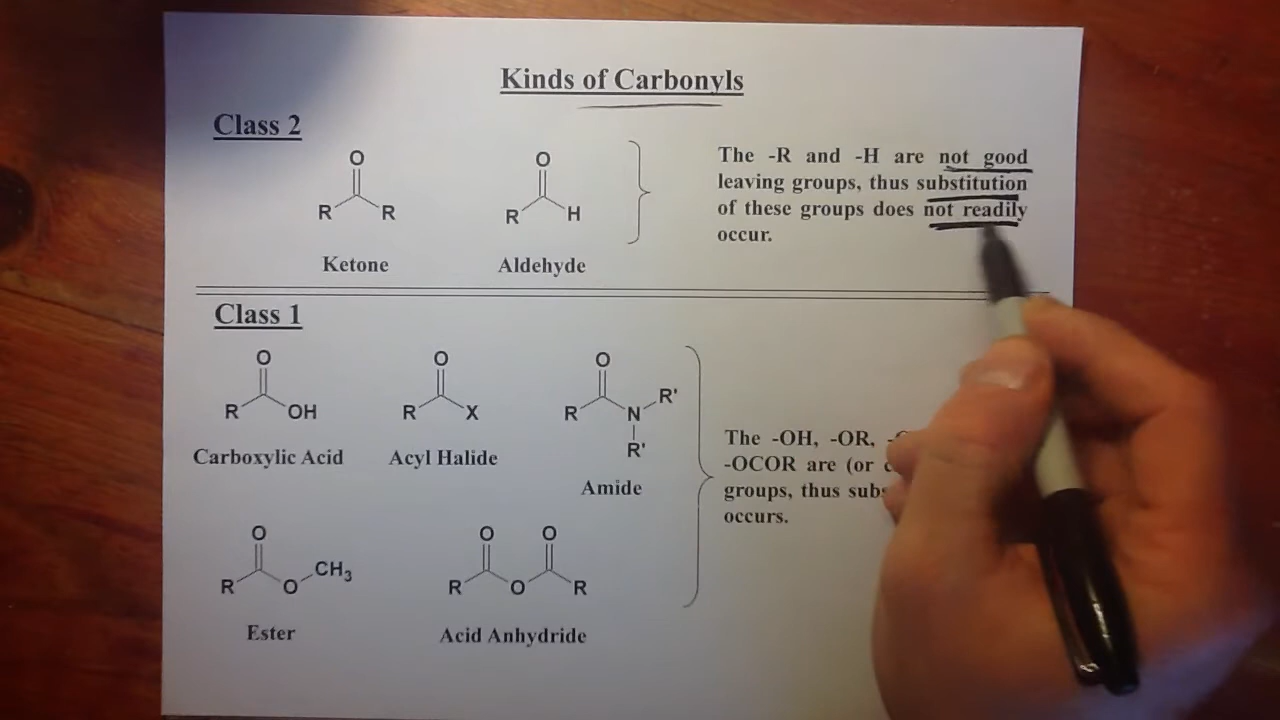 Kinds of Carbonyls
Class 2
O
R R
Ketone
O
R H
Aldehyde
The -R and -H are not good
leaving groups, thus substitution
of these groups does not readily
occur.
Class 1
O
R OH
Carboxylic Acid
O
R X
Acyl Halide
O
R N R'
R'
Amide
The -OH, -OR,
-OCOR are (or
groups, thus
occurs.
O
R O CH3
Ester
O O
R O R
Acid Anhydride